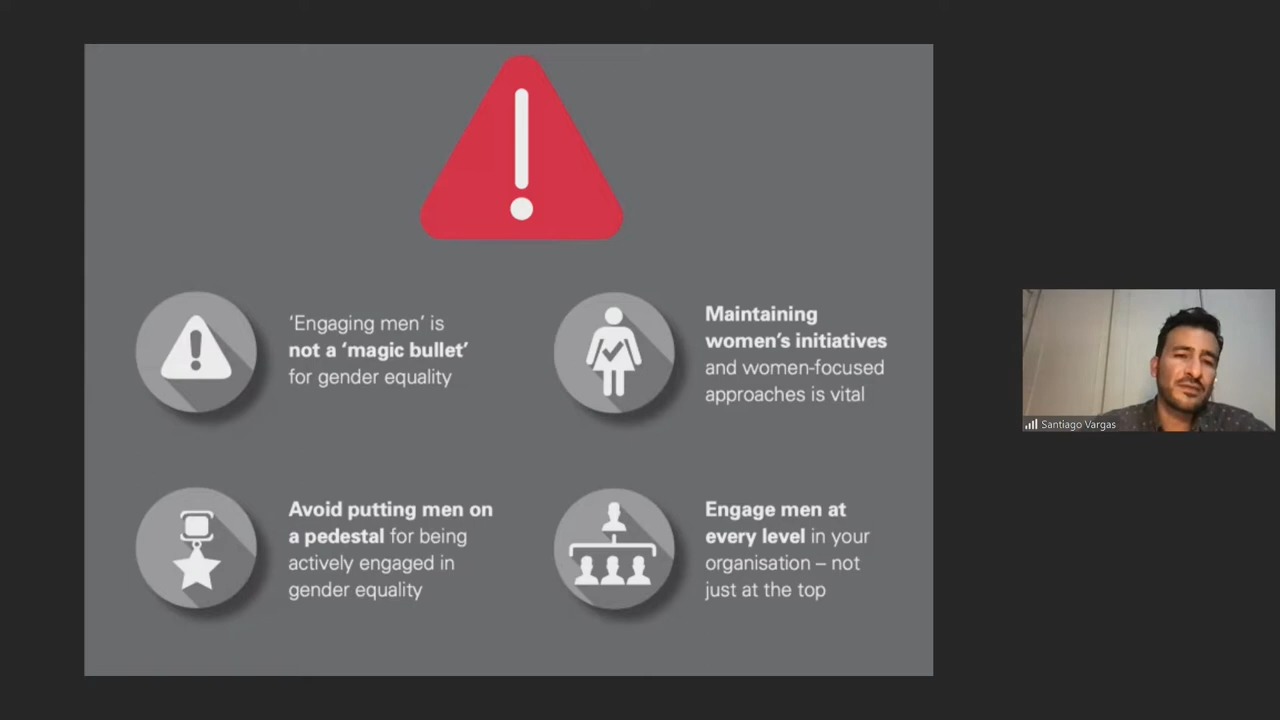 ‘Engaging men’ is
not a ‘magic bullet’
for gender equality
Maintaining
women’s initiatives
and women-focused
approaches is vital
Avoid putting men on
a pedestal for being
actively engaged in
gender equality
Engage men at
every level in your
organisation – not
just at the top
Santiago Vargas